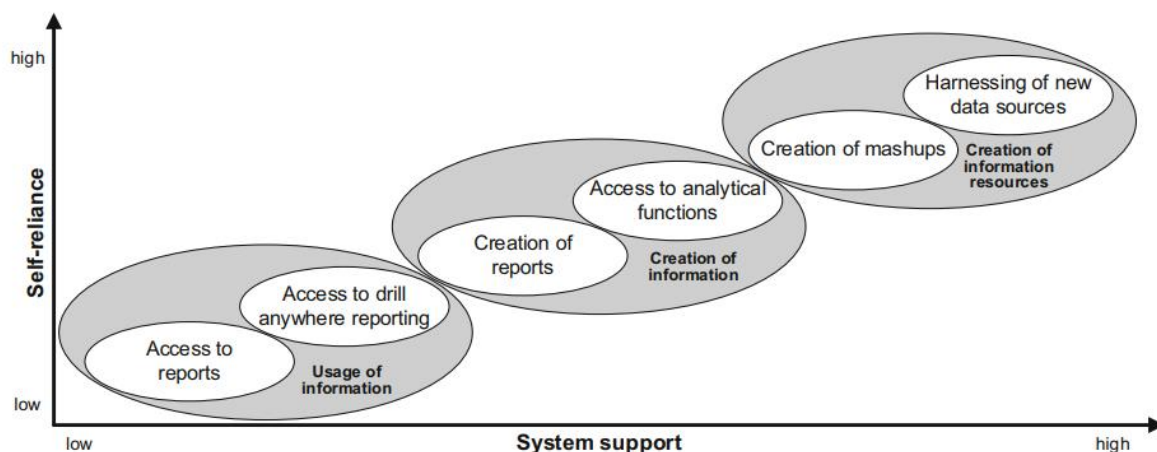 high
Self-reliance
low
low
System support
high
Harnessing of new
data sources
Creation of mashups
Creation of
information
resources
Access to analytical
functions
Creation of
reports
Creation of
information
Access to drill
anywhere reporting
Access to
reports
Usage of
information